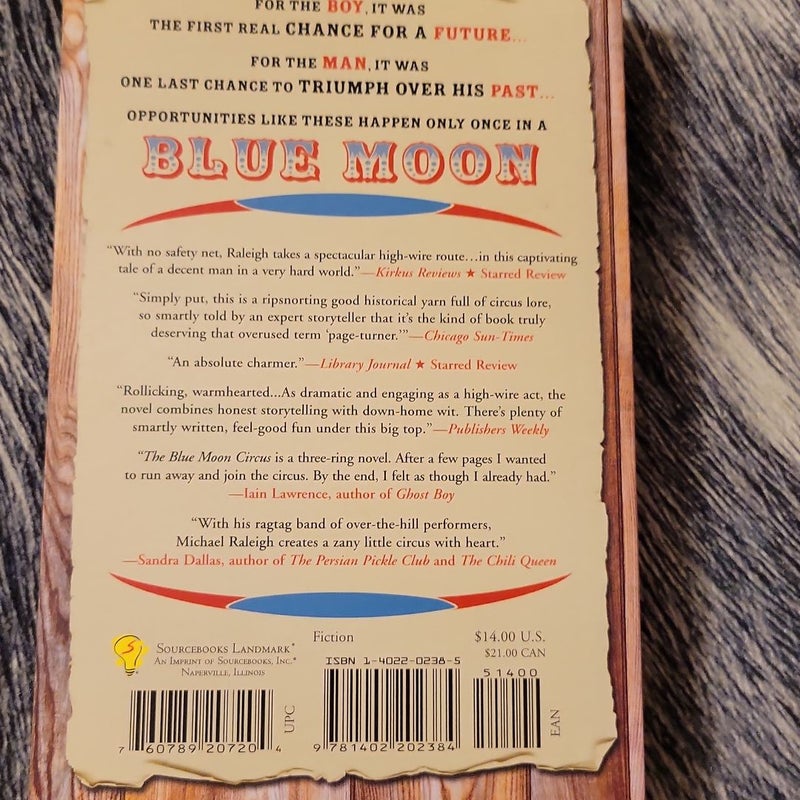 FOR THE BOY, IT WAS
THE FIRST REAL CHANCE FOR A FUTURE...
FOR THE MAN, IT WAS
ONE LAST CHANCE TO TRIUMPH OVER HIS PAST...
OPPORTUNITIES LIKE THESE HAPPEN ONLY ONCE IN A
BLUE MOON
"With no safety net, Raleigh takes a spectacular high-wire route...in this captivating
tale of a decent man in a very hard world."—Kirkus Reviews ★ Starred Review
"Simply put, this is a ripsnorting good historical yarn full of circus lore,
so smartly told by an expert storyteller that it's the kind of book truly
deserving that overused term 'page-turner.'"—Chicago Sun-Times
"An absolute charmer."—Library Journal ★ Starred Review
"Rollicking, warmhearted...As dramatic and engaging as a high-wire act, the
novel combines honest storytelling with down-home wit. There's plenty of
smartly written, feel-good fun under this big top."—Publishers Weekly
"The Blue Moon Circus is a three-ring novel. After a few pages I wanted
to run away and join the circus. By the end, I felt as though I already had."
—Iain Lawrence, author of Ghost Boy
"With his ragtag band of over-the-hill performers,
Michael Raleigh creates a zany little circus with heart."
—Sandra Dallas, author of The Persian Pickle Club and The Chili Queen
SOURCEBOOKS LANDMARK®
AN IMPRINT OF SOURCEBOOKS, INC.®
NAPERVILLE, ILLINOIS
Fiction
$14.00 U.S.
$21.00 CAN
ISBN 1-4022-0238-5
51400
UPC
EAN
7 60789 20720 4
9 781402 202384